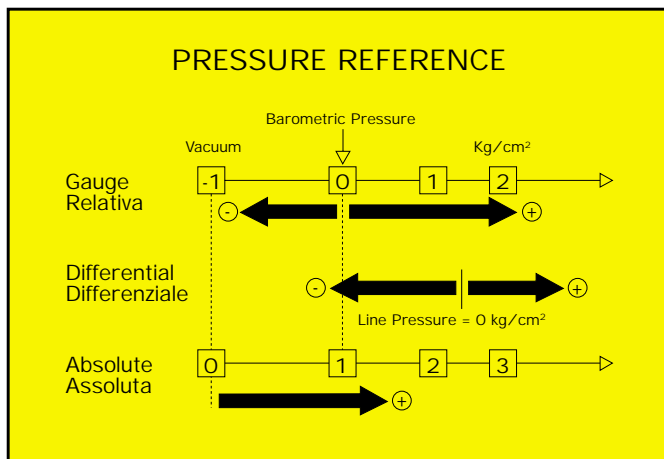 PRESSURE REFERENCE
Barometric Pressure
Vacuum
Kg/cm²
Gauge
Relativa
-1 0 1 2
- +
Differential
Differenziale
- +
Line Pressure = 0 kg/cm²
Absolute
Assoluta
0 1 2 3
+